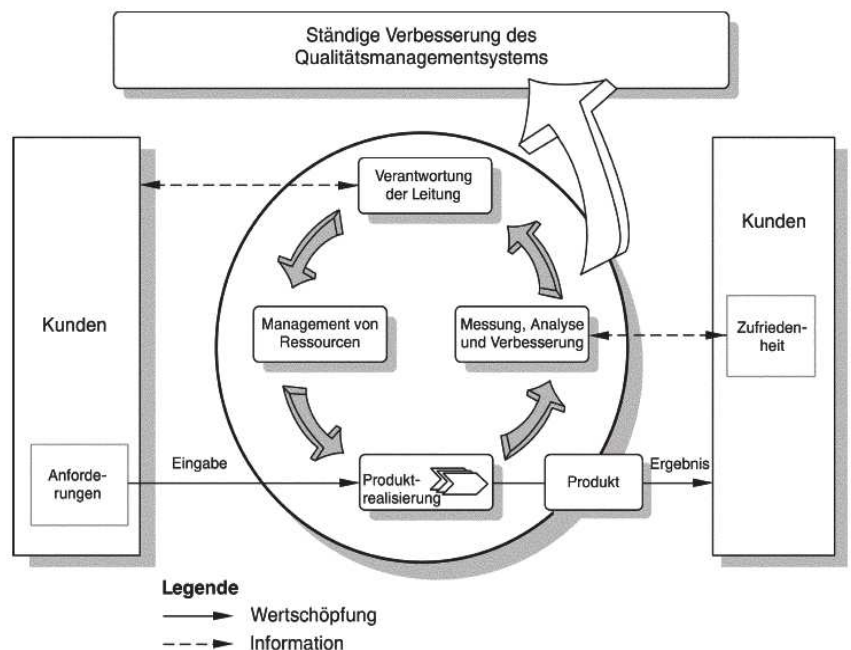 Ständige Verbesserung des
Qualitätsmanagementsystems
Verantwortung
der Leitung
Kunden
Kunden
Management von
Ressourcen
Messung, Analyse
und Verbesserung
Zufrieden-
heit
Anforde-
rungen
Eingabe
Produkt-
realisierung
Produkt
Ergebnis
Legende
Wertschöpfung
Information